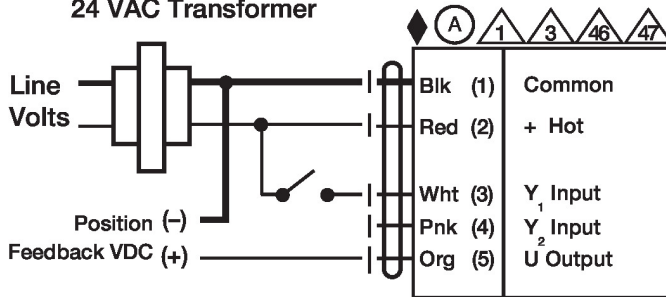 24 VAC Transformer
A 1 3 46 47
Line Volts
Blk (1) Common
Red (2) + Hot
Wht (3) Y1 Input
Pnk (4) Y2 Input
Org (5) U Output
Position (–)
Feedback VDC (+)